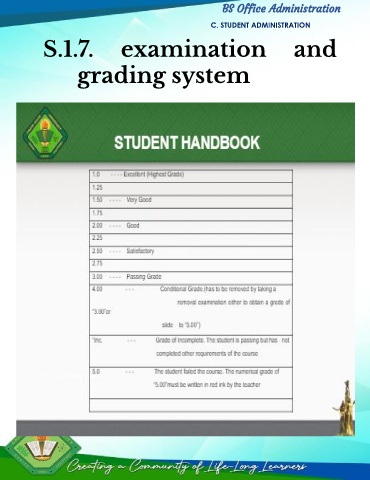 BS Office Administration
C. STUDENT ADMINISTRATION
S.1.7. examination and
grading system
STUDENT HANDBOOK
1.0 ---- Excellent (Highest Grade)
1.25
1.50 ---- Very Good
1.75
2.00 ---- Good
2.25
2.50 ---- Satisfactory
2.75
3.00 ---- Passing Grade
4.00 --- Conditional Grade.(has to be removed by taking a
removal examination either to obtain a grade of
"3.00"or
slide to "5.00")
"Inc. --- Grade of Incomplete. The student is passing but has not
completed other requirements of the course
5.0 --- The student failed the course. The numerical grade of
"5.00"must be written in red ink by the teacher
Creating a Community of Life-Long Learners